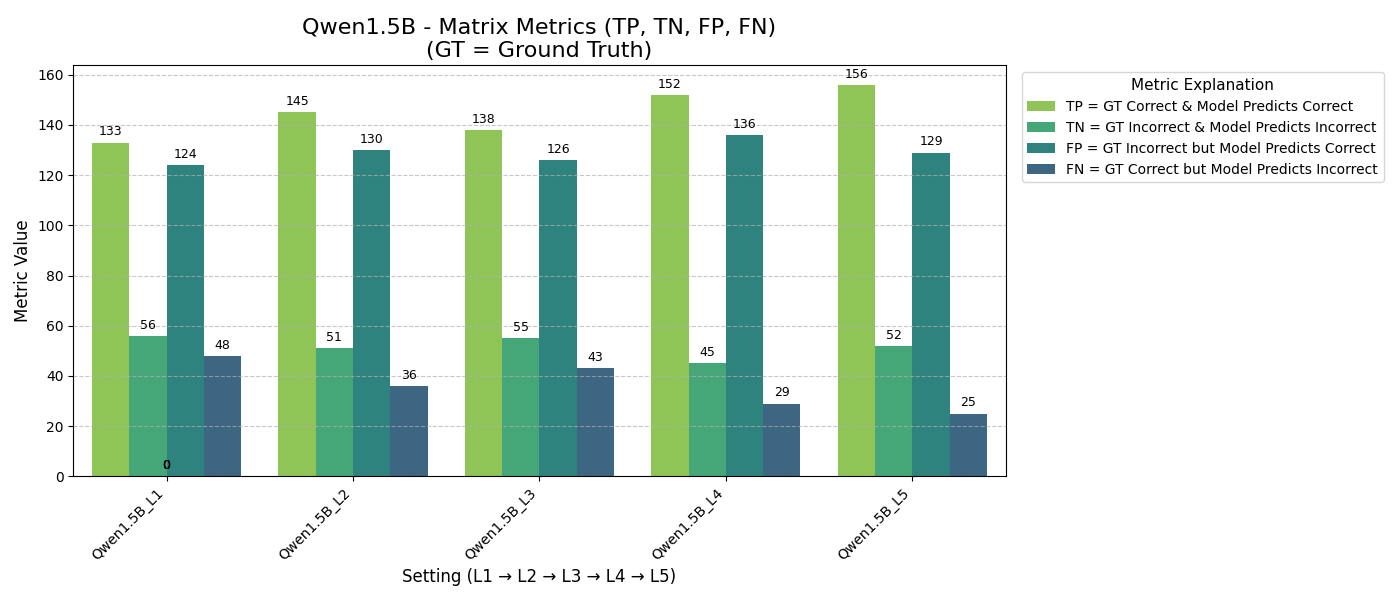 Qwen1.5B - Matrix Metrics (TP, TN, FP, FN)
(GT = Ground Truth)
Metric Value
160
140
120
100
80
60
40
20
0
133
56
124
48
0
145
51
130
36
138
55
126
43
152
45
136
29
156
52
129
25
Qwen1.5B_L1
Qwen1.5B_L2
Qwen1.5B_L3
Qwen1.5B_L4
Qwen1.5B_L5
Setting (L1 → L2 → L3 → L4 → L5)
Metric Explanation
TP = GT Correct & Model Predicts Correct
TN = GT Incorrect & Model Predicts Incorrect
FP = GT Incorrect but Model Predicts Correct
FN = GT Correct but Model Predicts Incorrect